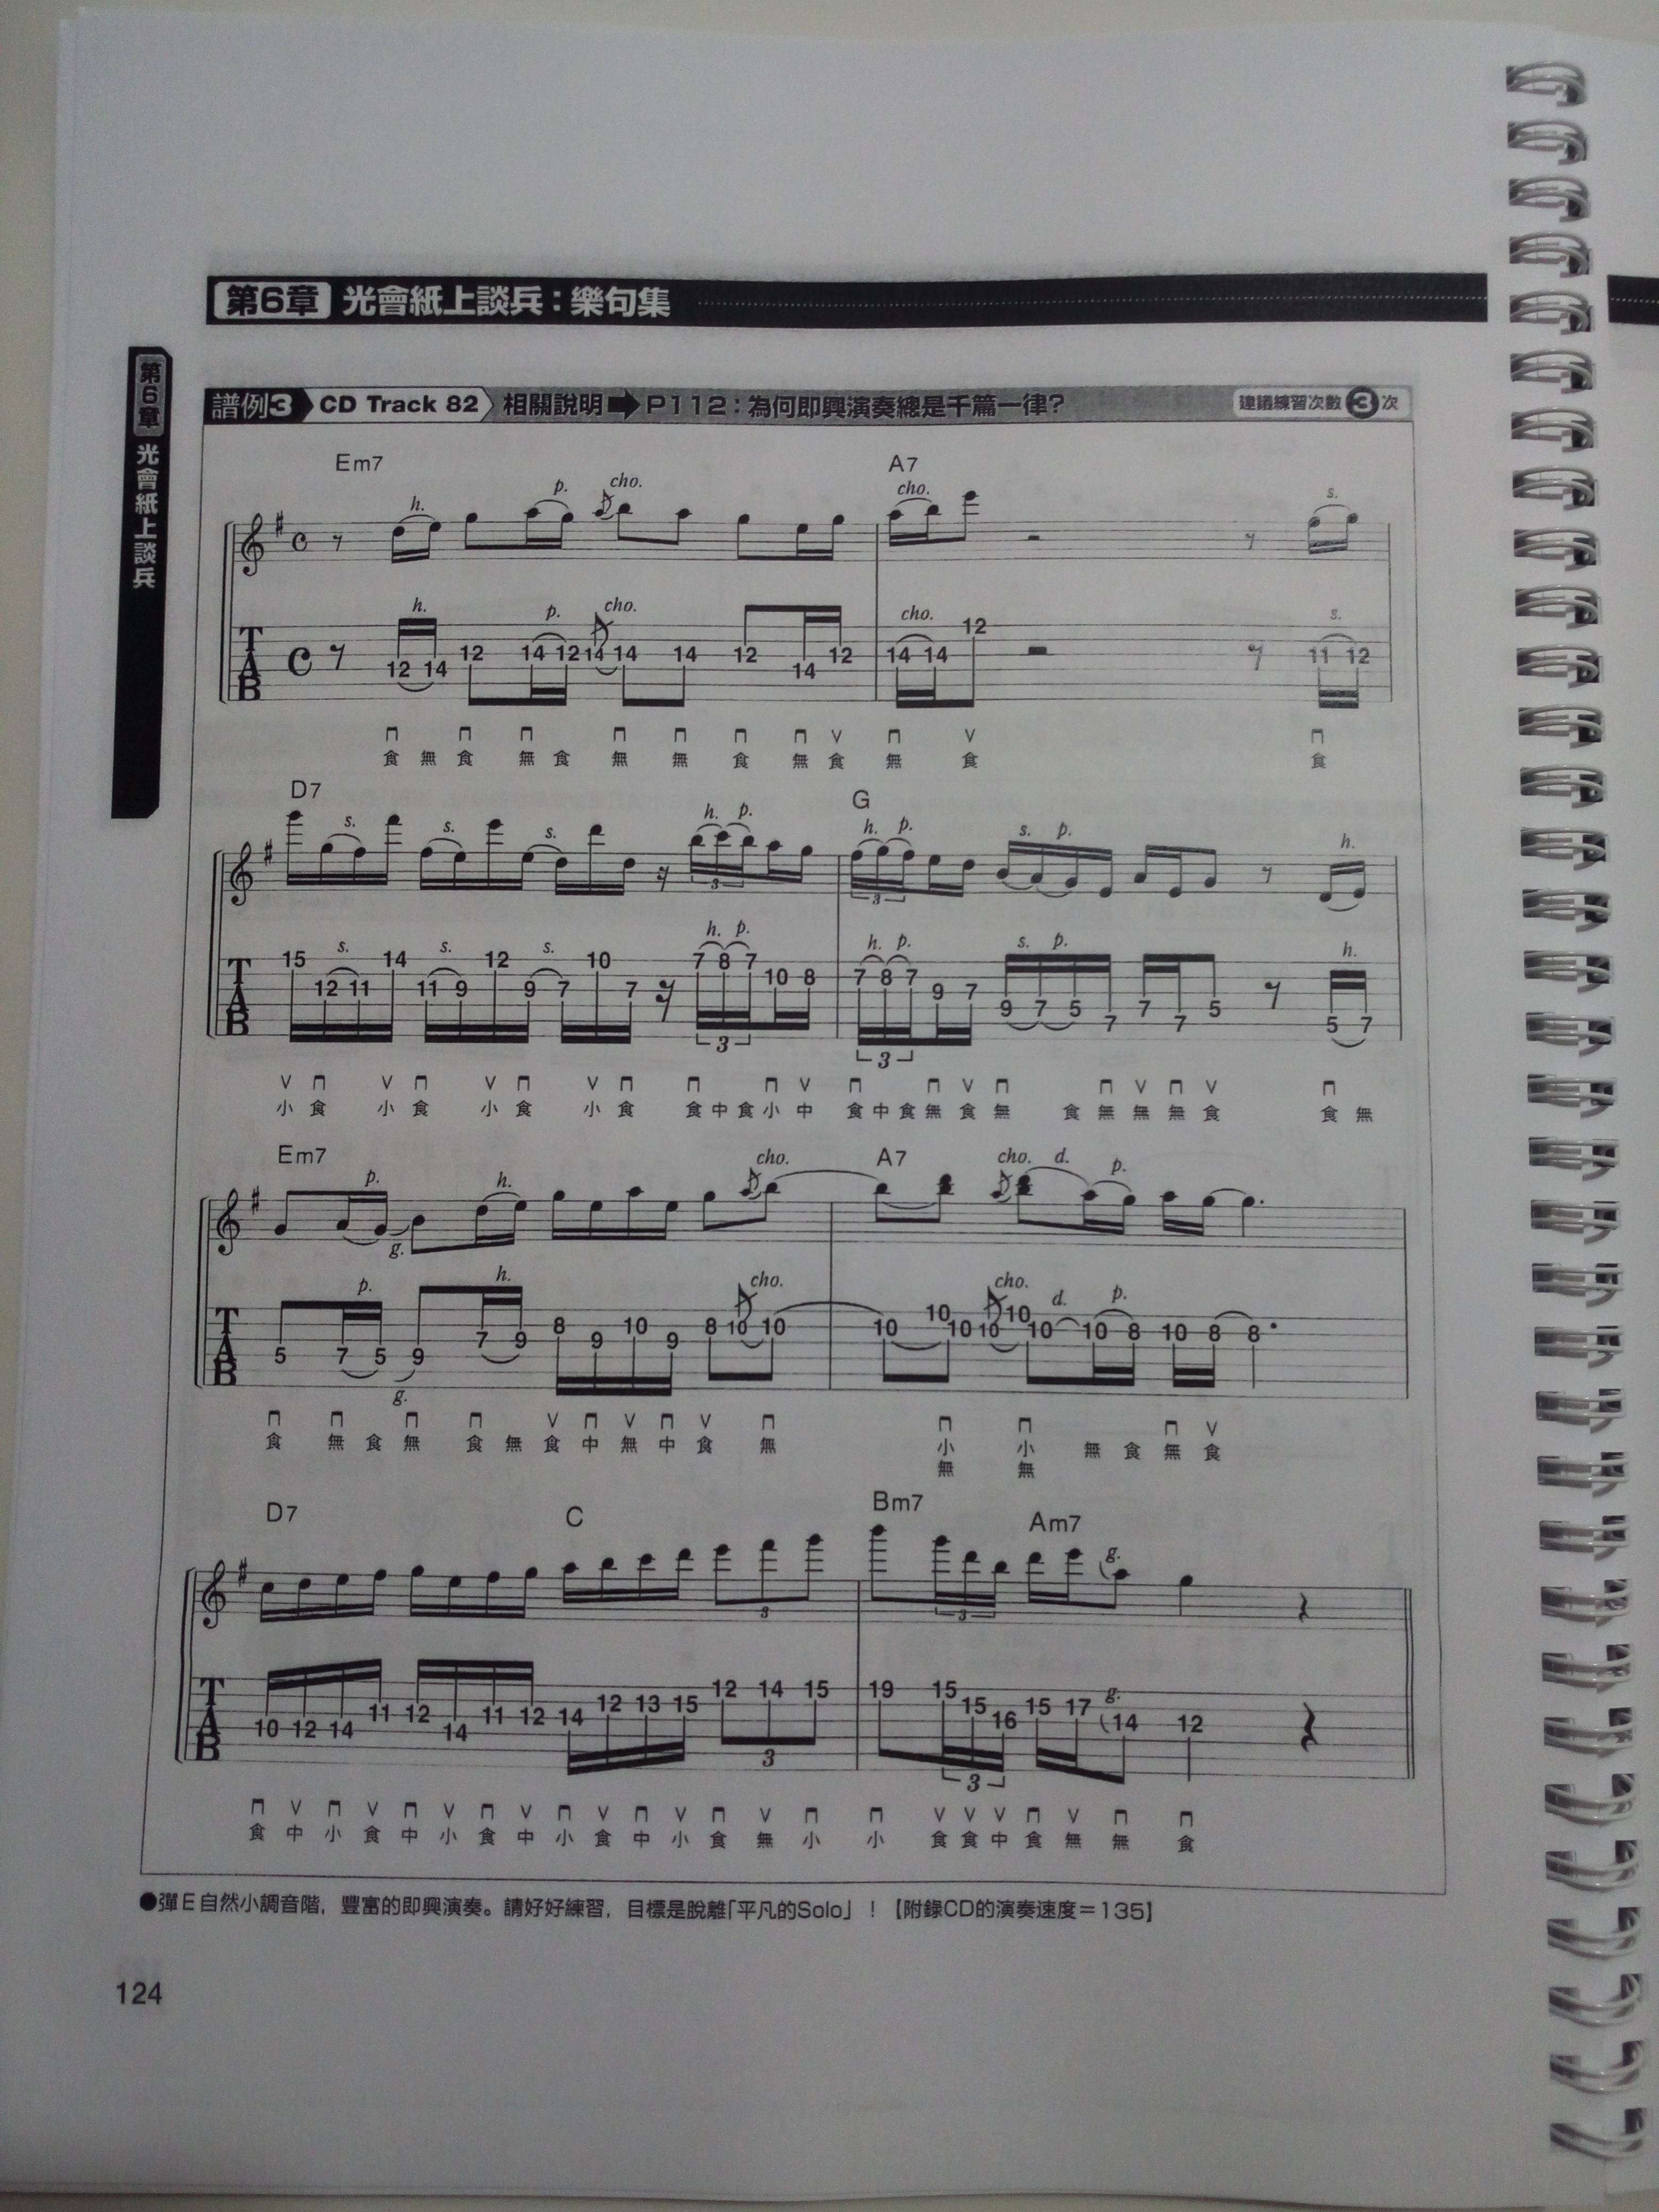 第6章 光會紙上談兵：樂句集
第6章 光會紙上談兵
譜例3 CD Track 82 相關說明➡P112：為何即興演奏總是千篇一律? 建議練習次數3次
Em7 A7
h. p. cho. cho. s.
h. p. cho. cho. 12 s.
T A B C 12 14 12 14 12 14 14 14 12 14 12 14 14 11 12
食 無 食 無 食 無 無 食 無 食 無 食 食
D7 G
s. s. s. h. p. h. p. s. p. h.
3 3
s. s. s. h. p. h. p. s. p. h.
T A B 15 12 11 14 11 9 12 9 7 10 7 7 8 7 10 8 7 8 7 9 7 9 7 5 7 7 7 5 5 7
3 3
小 食 小 食 小 食 小 食 食 中 食 小 中 食 中 食 無 食 無 食 無 無 無 食 食 無
Em7 cho. A7 cho. d. p.
p. h.
g.
p. h. cho. cho. d. p.
T A B 5 7 5 9 7 9 8 9 10 9 8 10 10 10 10 10 10 10 10 10 8 10 8 8
g.
食 無 食 無 食 無 食 中 無 中 食 無 小 小 無 食 無 食
無 無
D7 C Bm7 Am7
g.
3 3
T A B 10 12 14 11 12 14 11 12 14 12 13 15 12 14 15 19 15 15 16 15 17 g. 14 12
3 3
食 中 小 食 中 小 食 中 小 食 中 小 食 無 小 小 食 食 中 食 無 無 食
●彈E自然小調音階，豐富的即興演奏。請好好練習，目標是脫離「平凡的Solo」！【附錄CD的演奏速度＝135】
124